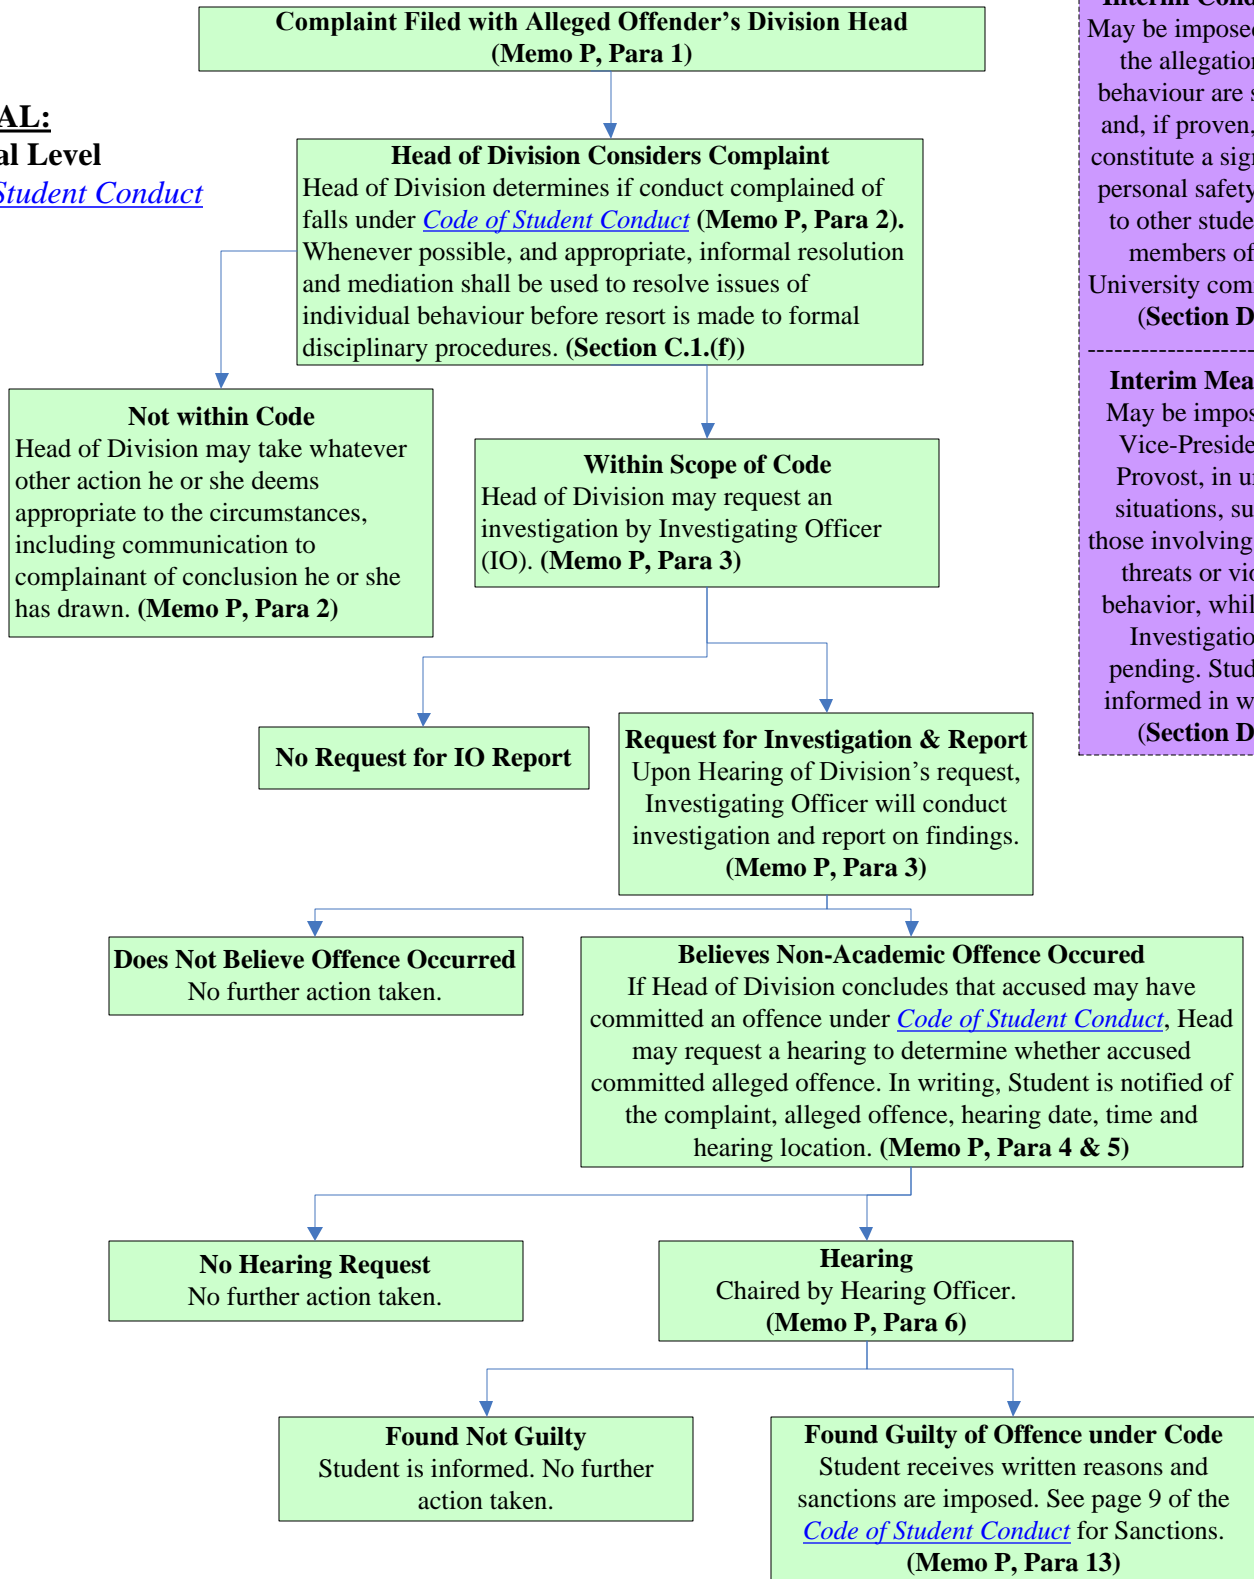 Complaint Filed with Alleged Offender's Division Head
(Memo P, Para 1)
AL:
al Level
Student Conduct
Head of Division Considers Complaint
Head of Division determines if conduct complained of
falls under Code of Student Conduct (Memo P, Para 2).
Whenever possible, and appropriate, informal resolution
and mediation shall be used to resolve issues of
individual behaviour before resort is made to formal
disciplinary procedures. (Section C.1.(f))
Not within Code
Head of Division may take whatever
other action he or she deems
appropriate to the circumstances,
including communication to
complainant of conclusion he or she
has drawn. (Memo P, Para 2)
Within Scope of Code
Head of Division may request an
investigation by Investigating Officer
(IO). (Memo P, Para 3)
No Request for IO Report
Request for Investigation & Report
Upon Hearing of Division's request,
Investigating Officer will conduct
investigation and report on findings.
(Memo P, Para 3)
Does Not Believe Offence Occurred
No further action taken.
Believes Non-Academic Offence Occured
If Head of Division concludes that accused may have
committed an offence under Code of Student Conduct, Head
may request a hearing to determine whether accused
committed alleged offence. In writing, Student is notified of
the complaint, alleged offence, hearing date, time and
hearing location. (Memo P, Para 4 & 5)
No Hearing Request
No further action taken.
Hearing
Chaired by Hearing Officer.
(Memo P, Para 6)
Found Not Guilty
Student is informed. No further
action taken.
Found Guilty of Offence under Code
Student receives written reasons and
sanctions are imposed. See page 9 of the
Code of Student Conduct for Sanctions.
(Memo P, Para 13)
Interim Cond
May be imposed
the allegation
behaviour are s
and, if proven,
constitute a sign
personal safety
to other stude
members of
University com
(Section D
Interim Mea
May be impos
Vice-Preside
Provost, in u
situations, su
those involving
threats or vio
behavior, whil
Investigatio
pending. Stud
informed in w
(Section D